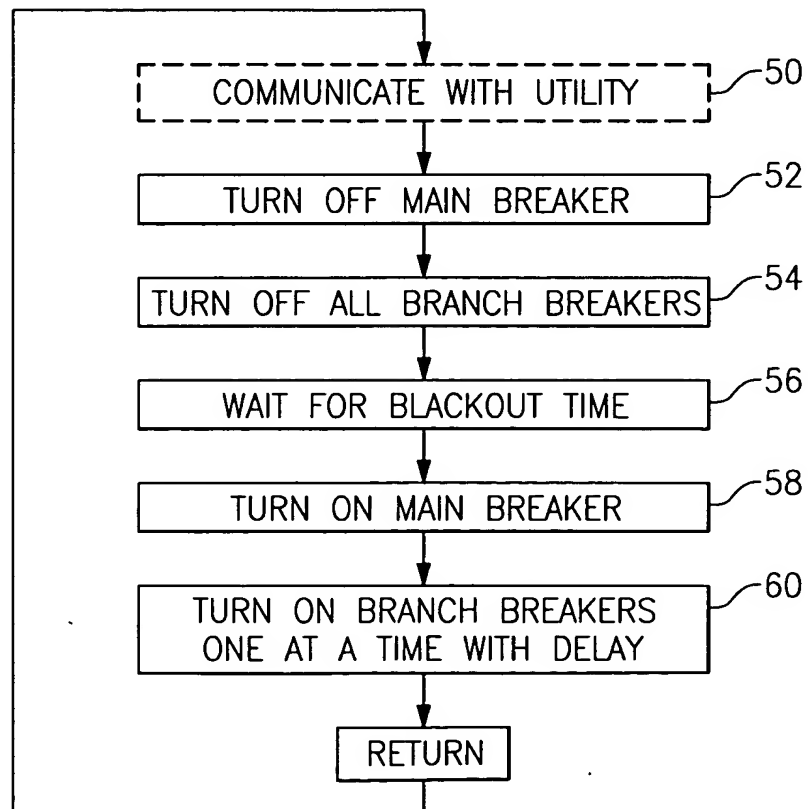 COMMUNICATE WITH UTILITY
50
TURN OFF MAIN BREAKER
52
TURN OFF ALL BRANCH BREAKERS
54
WAIT FOR BLACKOUT TIME
56
TURN ON MAIN BREAKER
58
TURN ON BRANCH BREAKERS
ONE AT A TIME WITH DELAY
60
RETURN